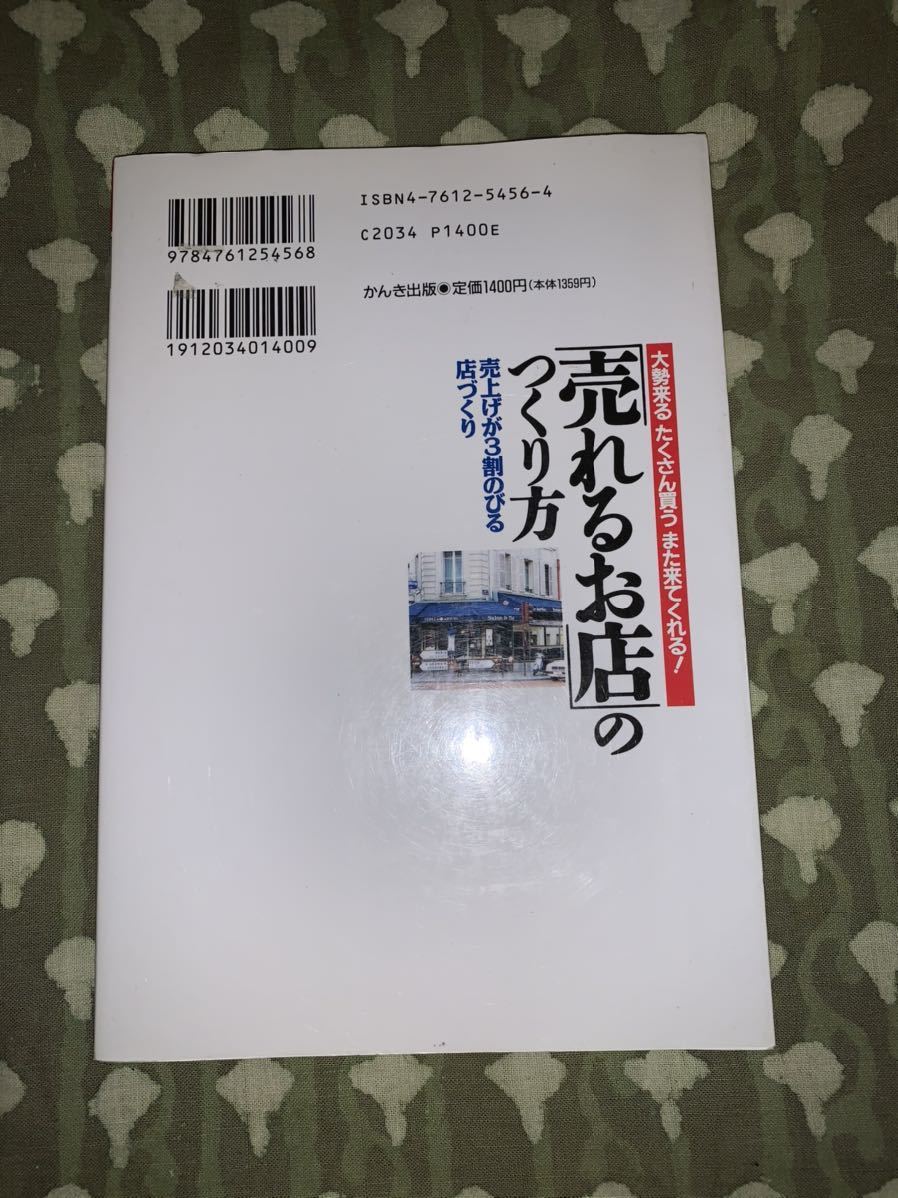 ISBN4-7612-5456-4
C2034 P1400E
9784761254568
1912034014009
かんき出版●定価1400円(本体1359円)
大勢来る たくさん買う また来てくれる!
「売れるお店」の
つくり方
売上げが3割のびる
店づくり